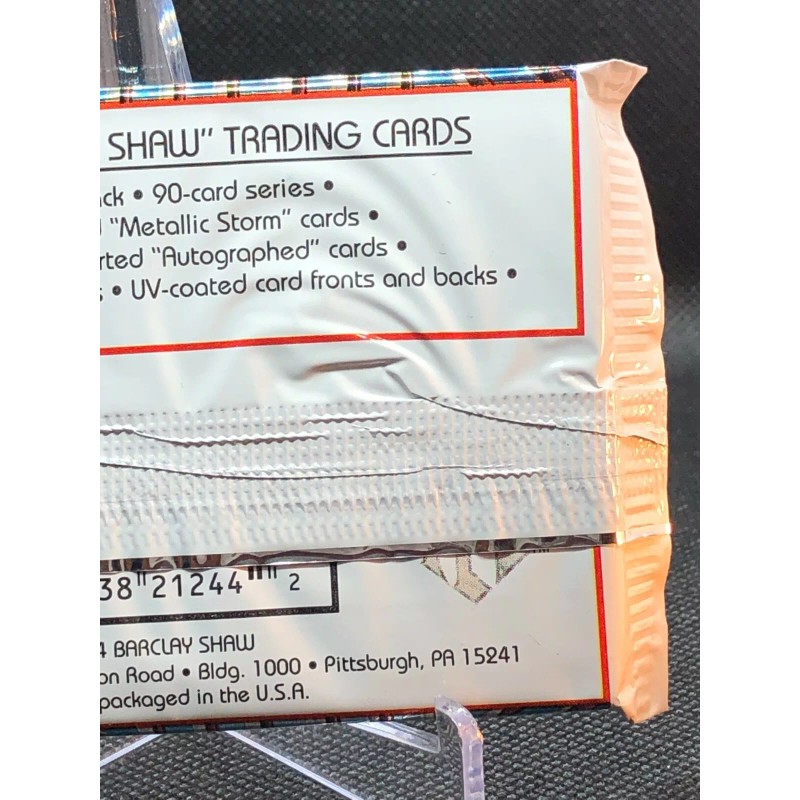 SHAW" TRADING CARDS
ck • 90-card series •
"Metallic Storm" cards •
rted "Autographed" cards •
s • UV-coated card fronts and backs •
38 21244 2
4 BARCLAY SHAW
on Road • Bldg. 1000 • Pittsburgh, PA 15241
packaged in the U.S.A.